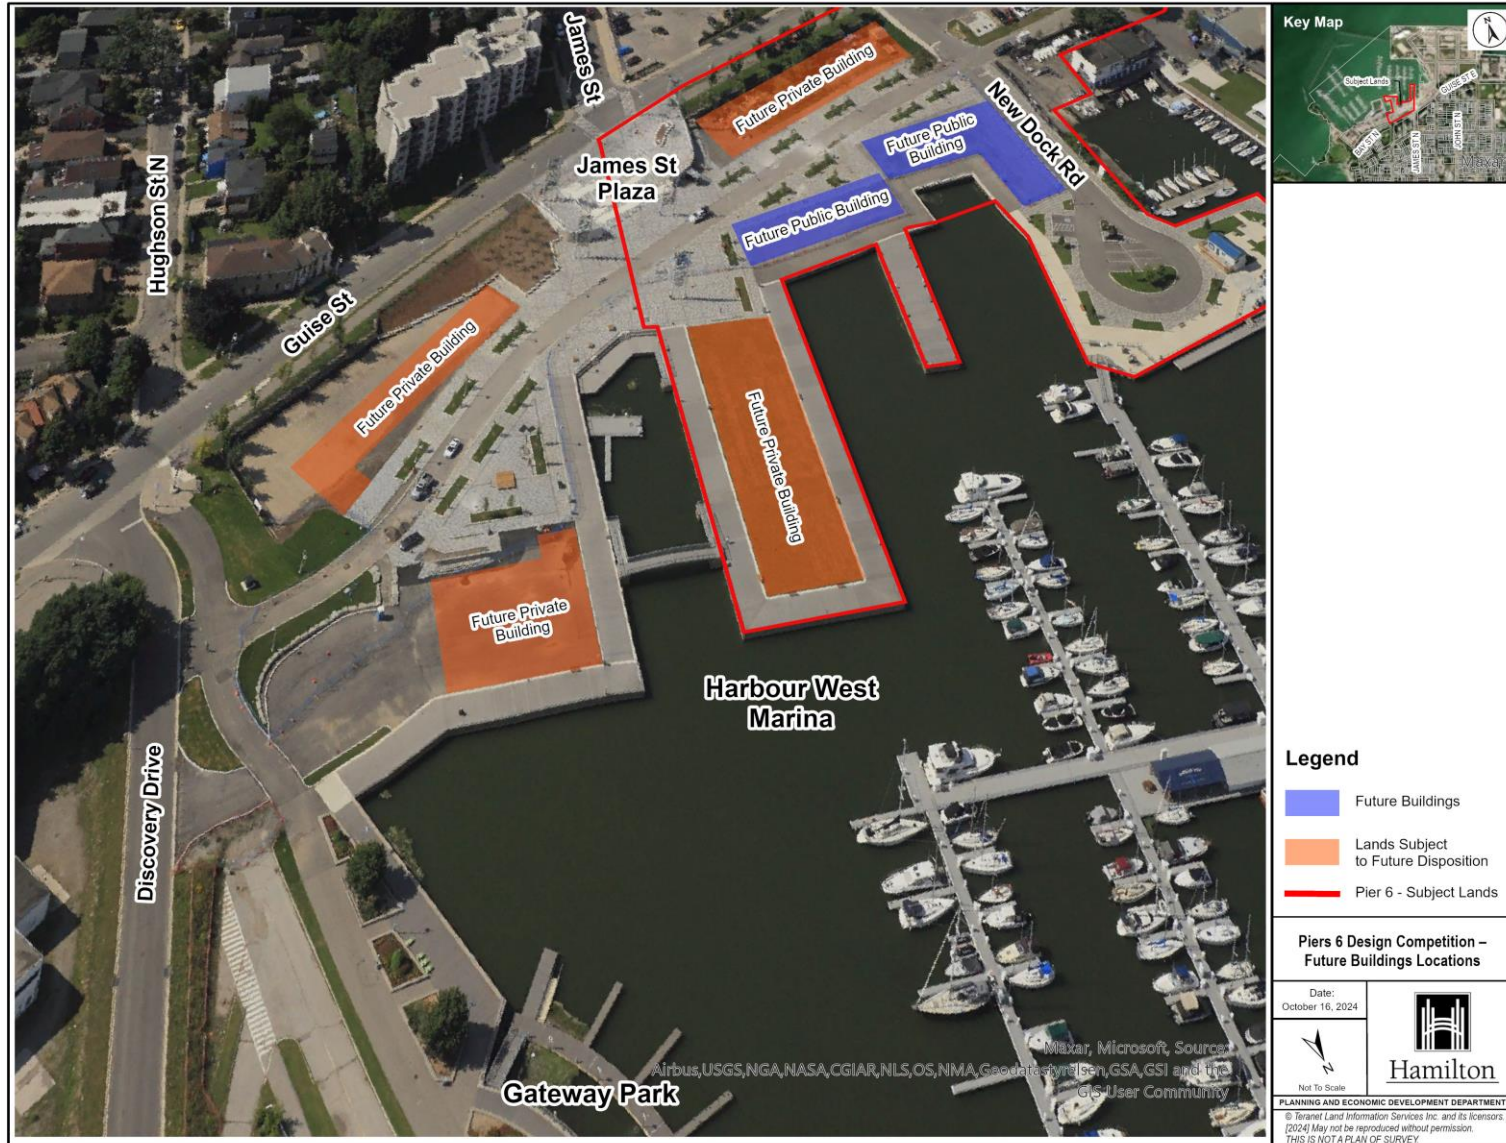 James St
Future Private Building
New Dock Rd
Future Public
Building
James St
Plaza
Future Public Building
Hughson St N
Guise St
Future Private Building
Future Private Building
Future Private
Building
Harbour West
Marina
Discovery Drive
Gateway Park
Maxar, Microsoft, Source:
Airbus,USGS,NGA,NASA,CGIAR,NLS,OS,NMA,Geodatastyrelsen,GSA,GSI and the
GIS User Community
Key Map
N
Subject Lands
GUISE ST E
BAY ST N
JAMES ST N
JOHN ST N
Maxar
Legend
Future Buildings
Lands Subject
to Future Disposition
Pier 6 - Subject Lands
Piers 6 Design Competition –
Future Buildings Locations
Date:
October 16, 2024
N
Not To Scale
Hamilton
PLANNING AND ECONOMIC DEVELOPMENT DEPARTMENT
© Teranet Land Information Services Inc. and its licensors.
[2024] May not be reproduced without permission.
THIS IS NOT A PLAN OF SURVEY.